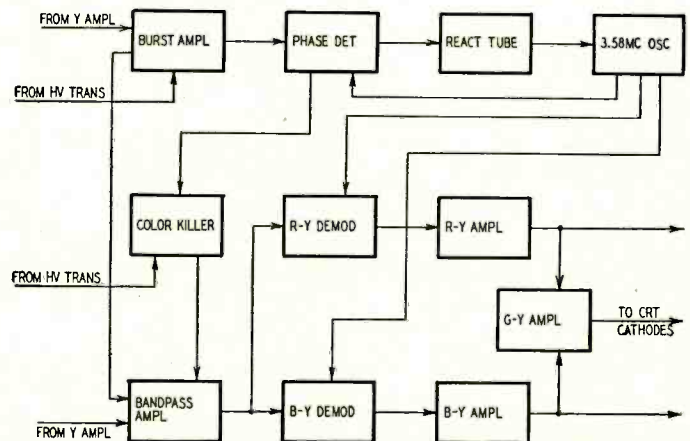 FROM Y AMPL
BURST AMPL
PHASE DET
REACT TUBE
3.58MC OSC
FROM HV TRANS
COLOR KILLER
R-Y DEMOD
R-Y AMPL
FROM HV TRANS
G-Y AMPL
TO CRT
CATHODES
BANDPASS
AMPL
B-Y DEMOD
B-Y AMPL
FROM Y AMPL